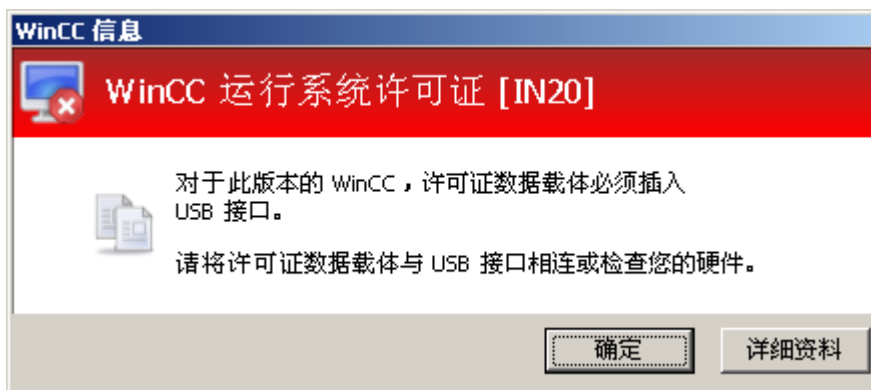 WinCC 信息
WinCC 运行系统许可证 [IN20]
对于此版本的 WinCC，许可证数据载体必须插入
USB 接口。
请将许可证数据载体与 USB 接口相连或检查您的硬件。
确定
详细资料